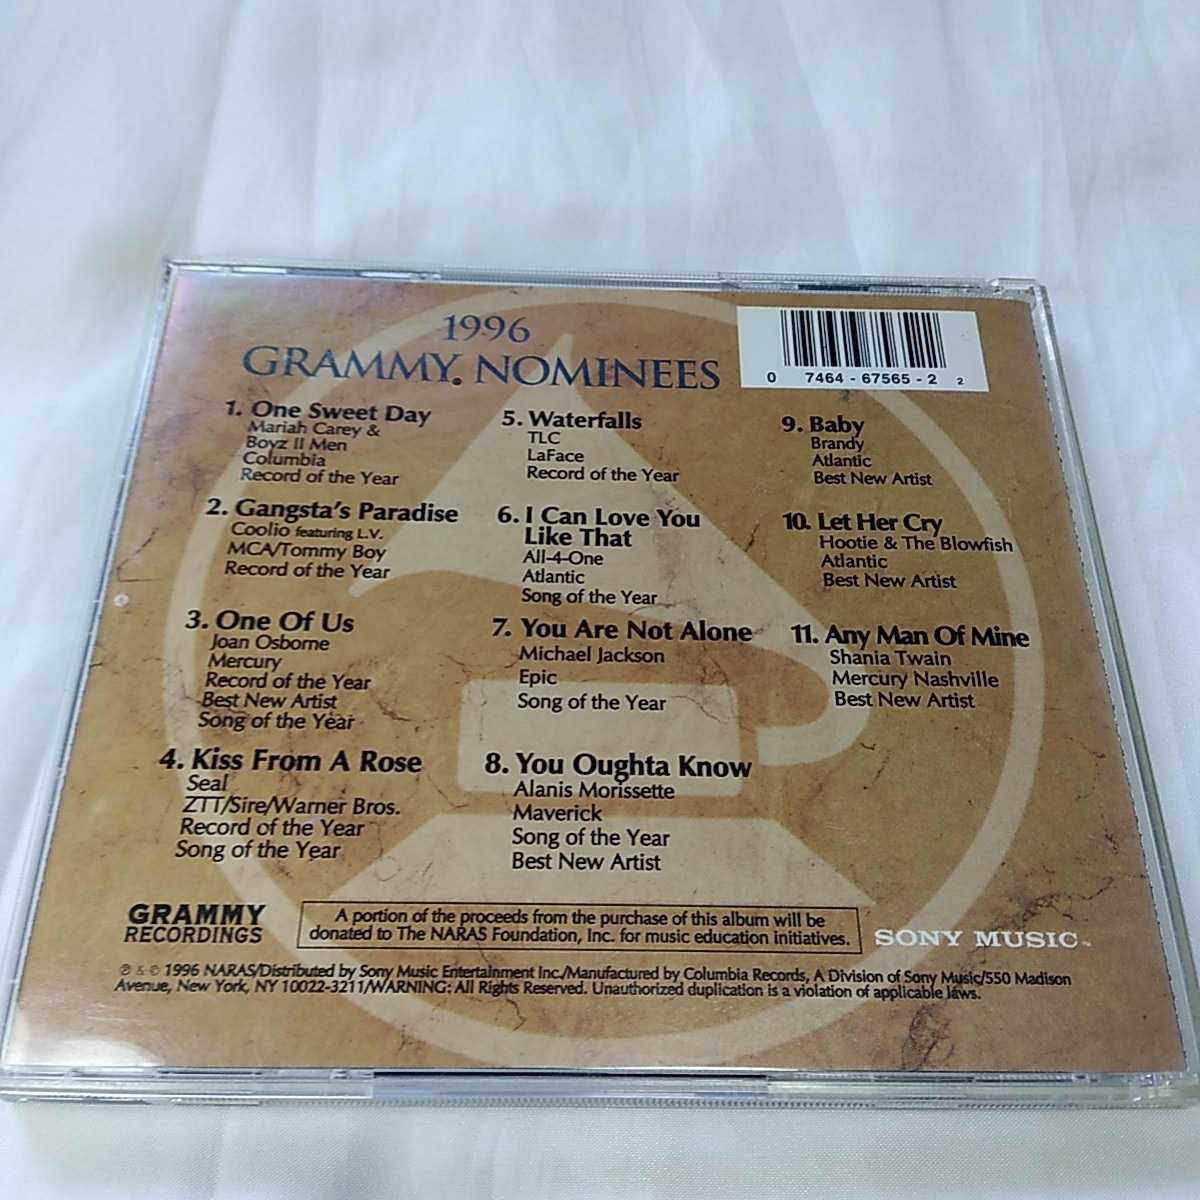 1996
GRAMMY. NOMINEES
0 7464 - 67565 - 2 2
1. One Sweet Day
Mariah Carey &
Boyz II Men
Columbia
Record of the Year
2. Gangsta's Paradise
Coolio featuring L.V.
MCA/Tommy Boy
Record of the Year
3. One Of Us
Joan Osborne
Mercury
Record of the Year
Best New Artist
Song of the Year
4. Kiss From A Rose
Seal
ZTT/Sire/Warner Bros.
Record of the Year
Song of the Year
5. Waterfalls
TLC
LaFace
Record of the Year
6. I Can Love You
Like That
All-4-One
Atlantic
Song of the Year
7. You Are Not Alone
Michael Jackson
Epic
Song of the Year
8. You Oughta Know
Alanis Morissette
Maverick
Song of the Year
Best New Artist
9. Baby
Brandy
Atlantic
Best New Artist
10. Let Her Cry
Hootie & The Blowfish
Atlantic
Best New Artist
11. Any Man Of Mine
Shania Twain
Mercury Nashville
Best New Artist
GRAMMY
RECORDINGS
A portion of the proceeds from the purchase of this album will be
donated to The NARAS Foundation, Inc. for music education initiatives.
SONY MUSIC™
℗ & © 1996 NARAS/Distributed by Sony Music Entertainment Inc./Manufactured by Columbia Records, A Division of Sony Music/550 Madison
Avenue, New York, NY 10022-3211/WARNING: All Rights Reserved. Unauthorized duplication is a violation of applicable laws.